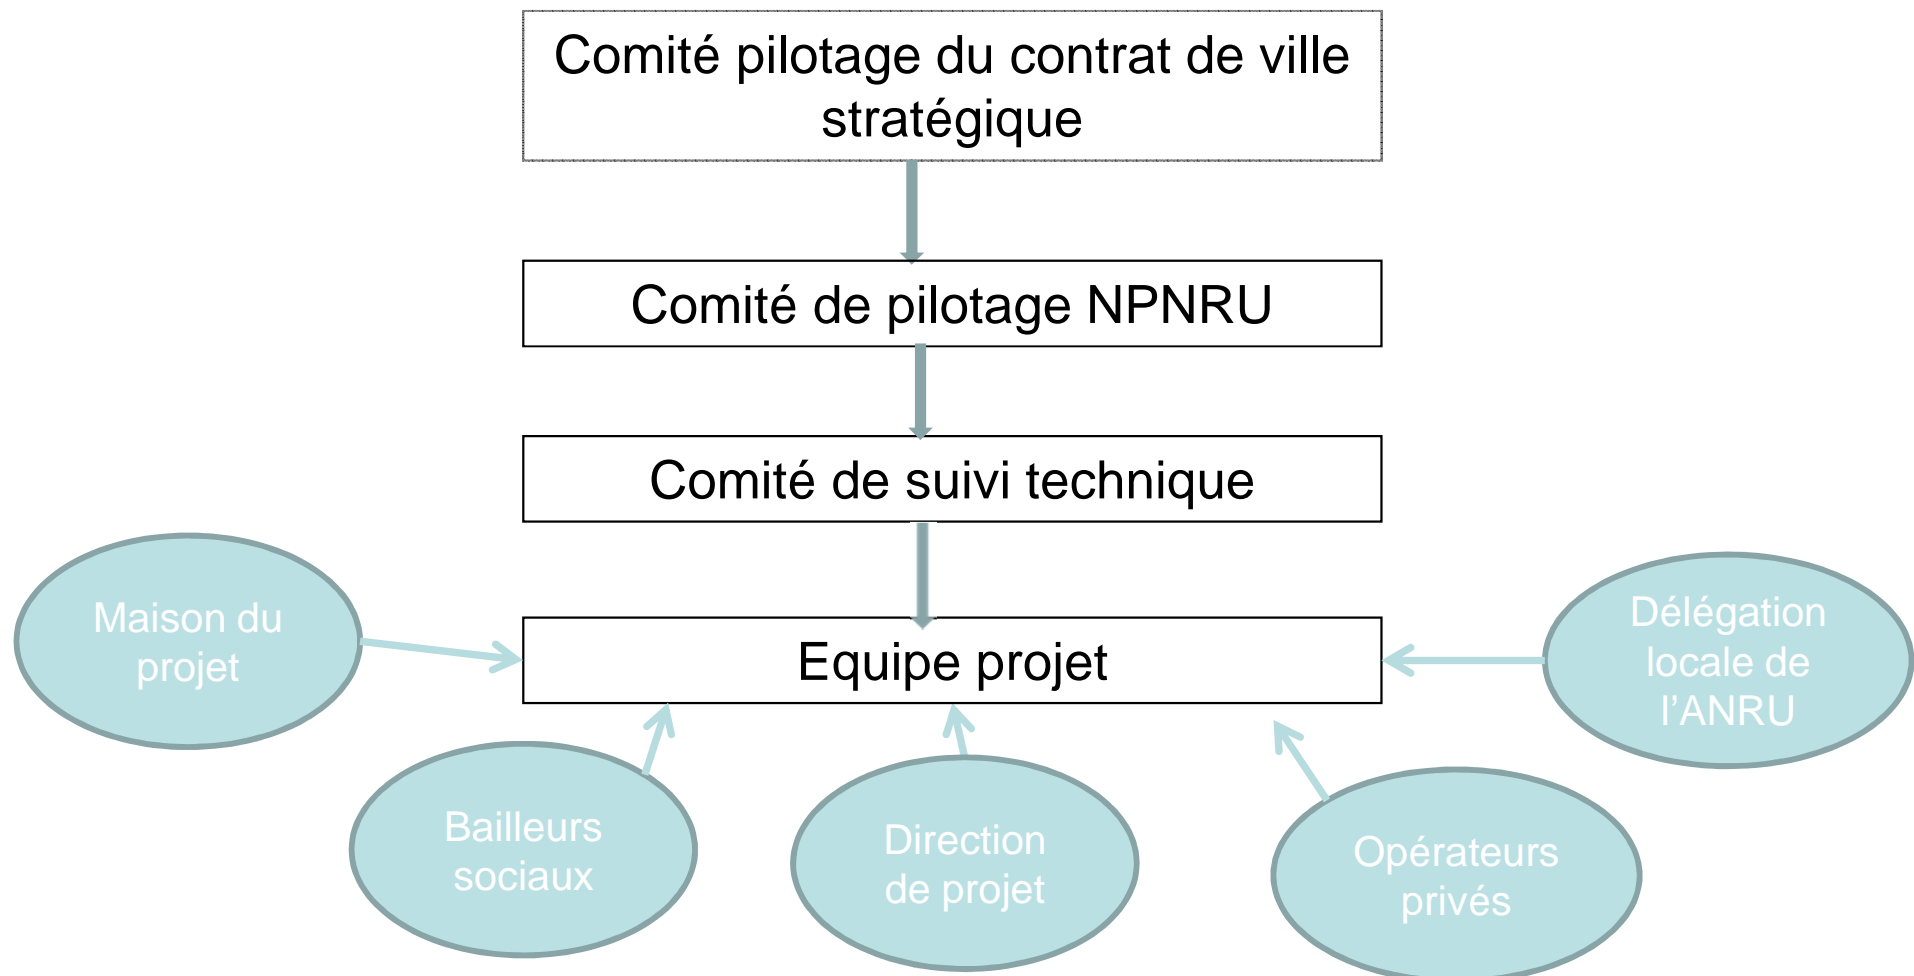 Comité pilotage du contrat de ville
stratégique
Comité de pilotage NPNRU
Comité de suivi technique
Equipe projet
Maison du
projet
Délégation
locale de
l'ANRU
Bailleurs
sociaux
Direction
de projet
Opérateurs
privés